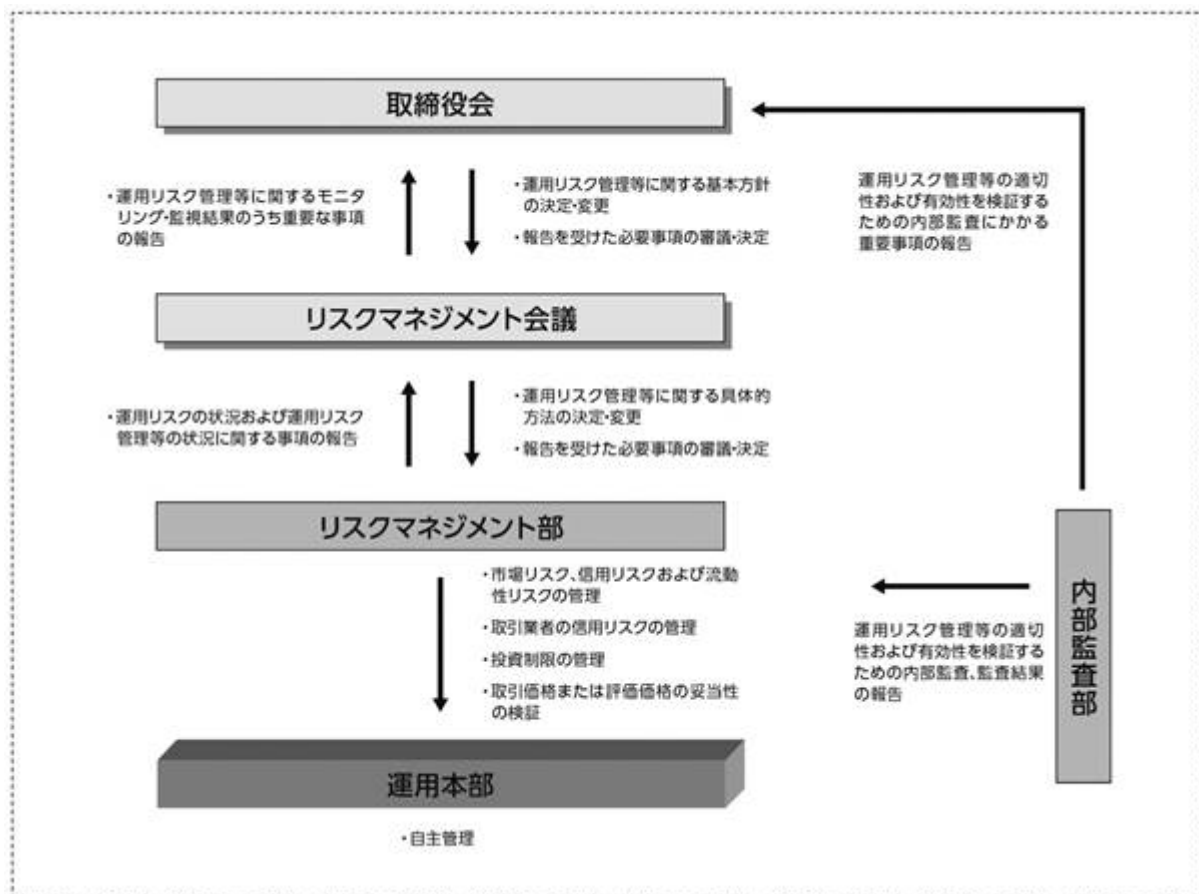 取締役会
・運用リスク管理等に関するモニタ
リング・監視結果のうち重要な事項
の報告
・運用リスク管理等に関する基本方針
の決定・変更
・報告を受けた必要事項の審議・決定
運用リスク管理等の適切
性および有効性を検証する
ための内部監査にかかる
重要事項の報告
リスクマネジメント会議
・運用リスクの状況および運用リスク
管理等の状況に関する事項の報告
・運用リスク管理等に関する具体的
方法の決定・変更
・報告を受けた必要事項の審議・決定
リスクマネジメント部
・市場リスク、信用リスクおよび流動
性リスクの管理
・取引業者の信用リスクの管理
・投資制限の管理
・取引価格または評価価格の妥当性
の検証
運用リスク管理等の適切
性および有効性を検証する
ための内部監査、監査結果
の報告
内部監査部
運用本部
・自主管理